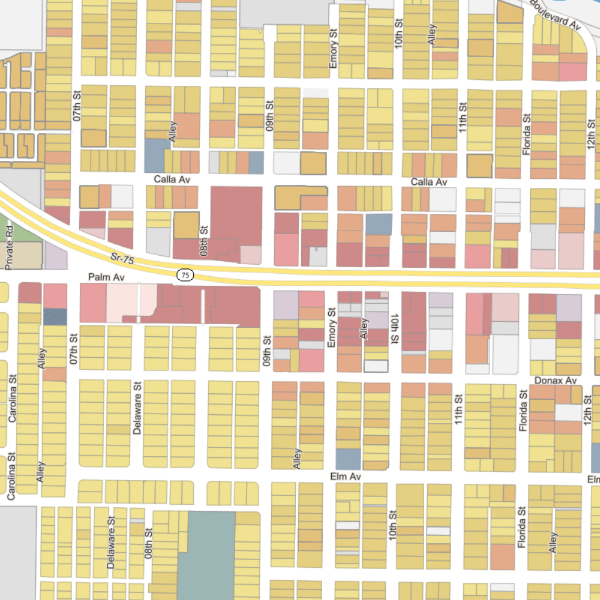 Boulevard Av
10th St
Emory St
Alley
07th St
09th St
11th St
Florida St
12th St
Alley
Calla Av
Calla Av
08th St
Private Rd
Sr-75
75
Palm Av
07th St
Alley
09th St
Emory St
Alley
10th St
Donax Av
Carolina St
Delaware St
11th St
Florida St
12th St
Alley
Carolina St
Alley
Elm Av
Elm
Delaware St
08th St
10th St
Florida St
Alley